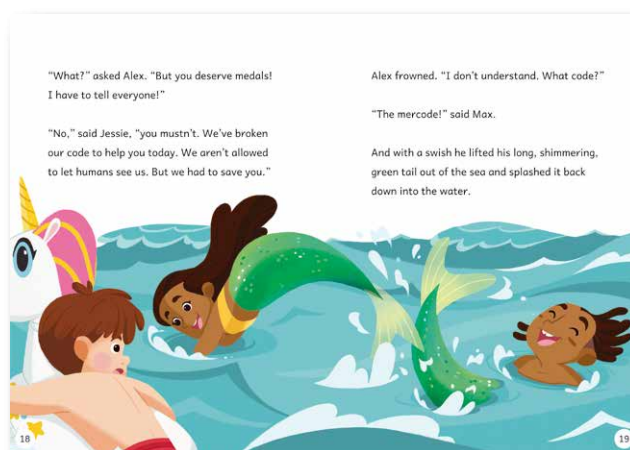 “What?” asked Alex. “But you deserve medals!
I have to tell everyone!”
“No,” said Jessie, “you mustn’t. We’ve broken
our code to help you today. We aren’t allowed
to let humans see us. But we had to save you.”
18
Alex frowned. “I don’t understand. What code?”
“The mercode!” said Max.
And with a swish he lifted his long, shimmering,
green tail out of the sea and splashed it back
down into the water.
19